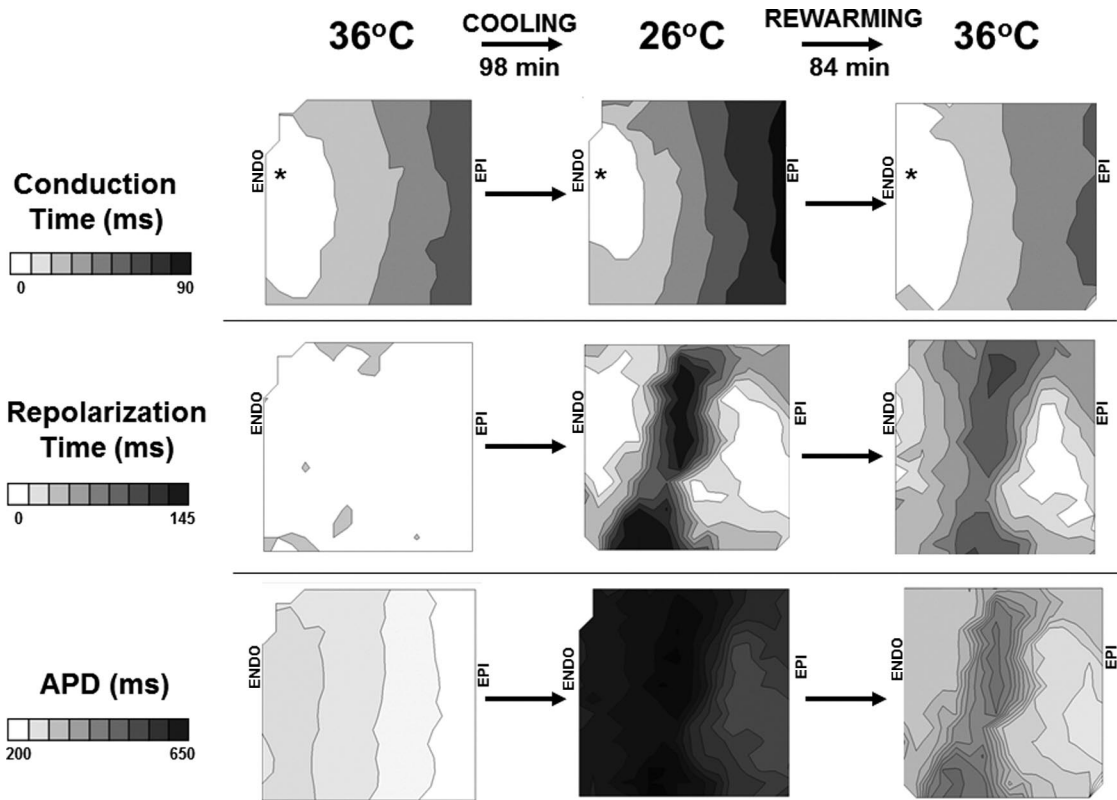 36°C
COOLING
98 min
26°C
REWARMING
84 min
36°C
Conduction
Time (ms)
0
90
ENDO
*
EPI
ENDO
*
EPI
ENDO
*
EPI
Repolarization
Time (ms)
0
145
ENDO
EPI
ENDO
EPI
ENDO
EPI
APD (ms)
200
650
ENDO
EPI
ENDO
EPI
ENDO
EPI